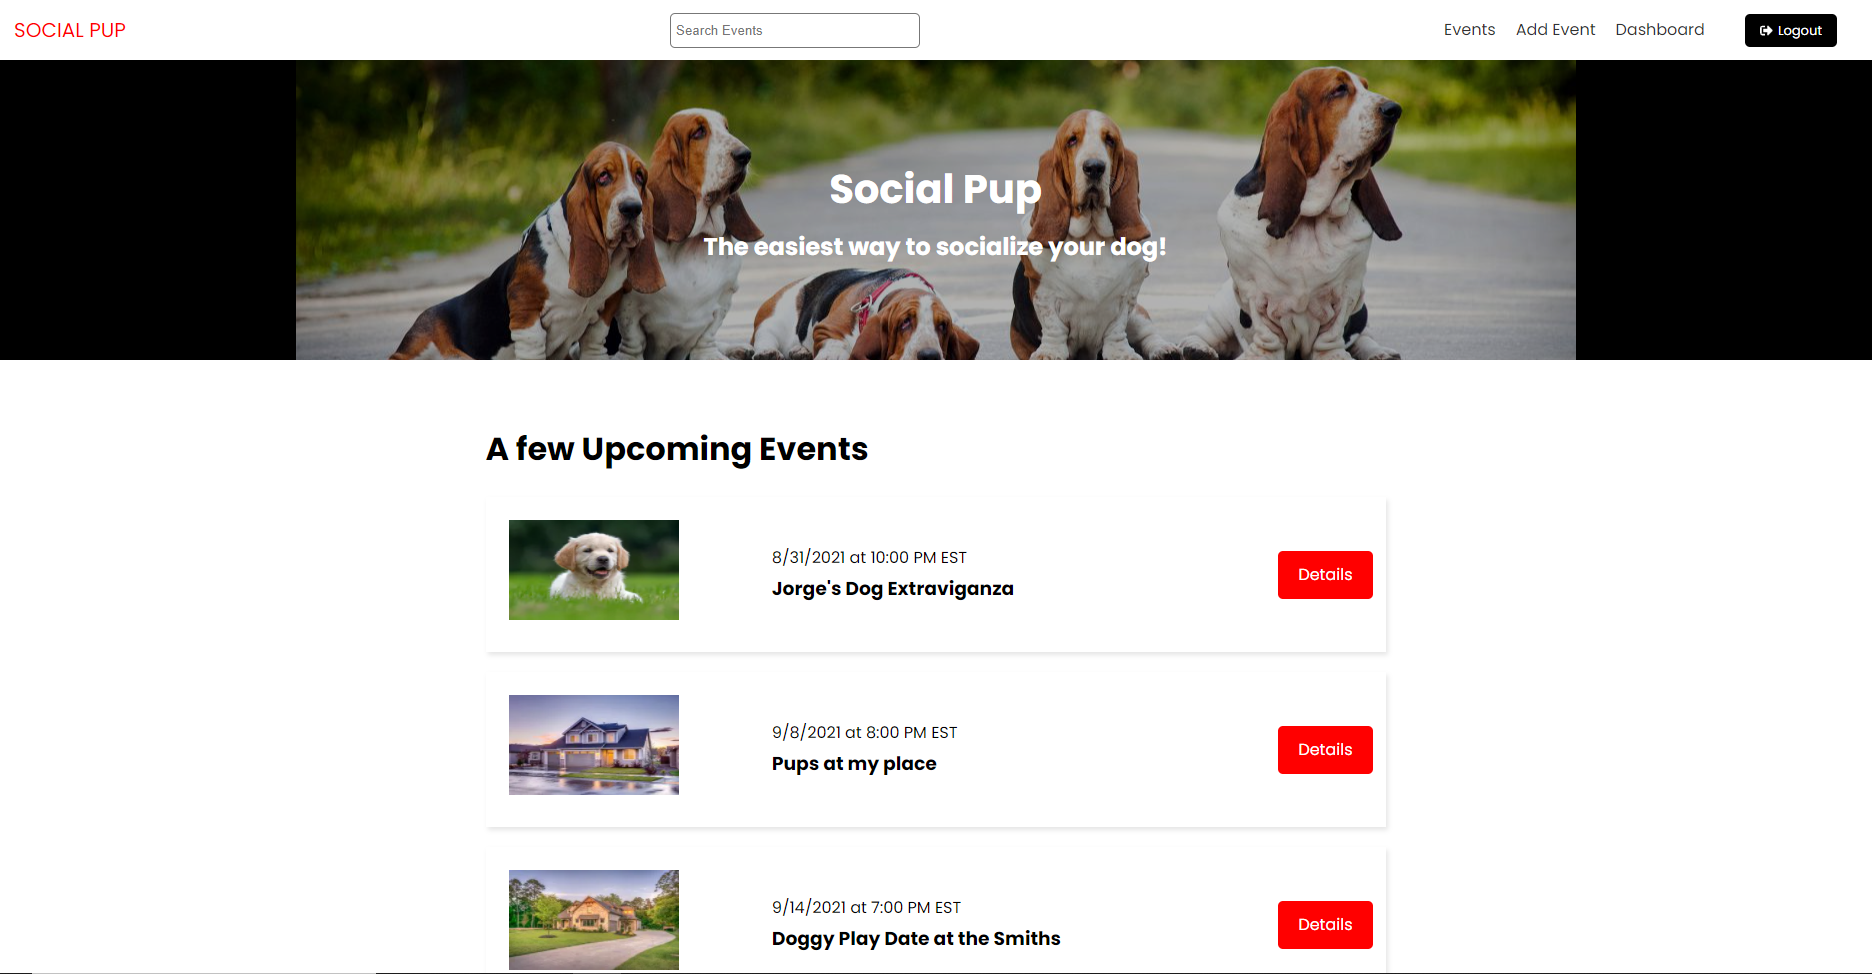 SOCIAL PUP
Search Events
Events
Add Event
Dashboard
Logout
Social Pup
The easiest way to socialize your dog!
A few Upcoming Events
8/31/2021 at 10:00 PM EST
Jorge's Dog Extraviganza
Details
9/8/2021 at 8:00 PM EST
Pups at my place
Details
9/14/2021 at 7:00 PM EST
Doggy Play Date at the Smiths
Details